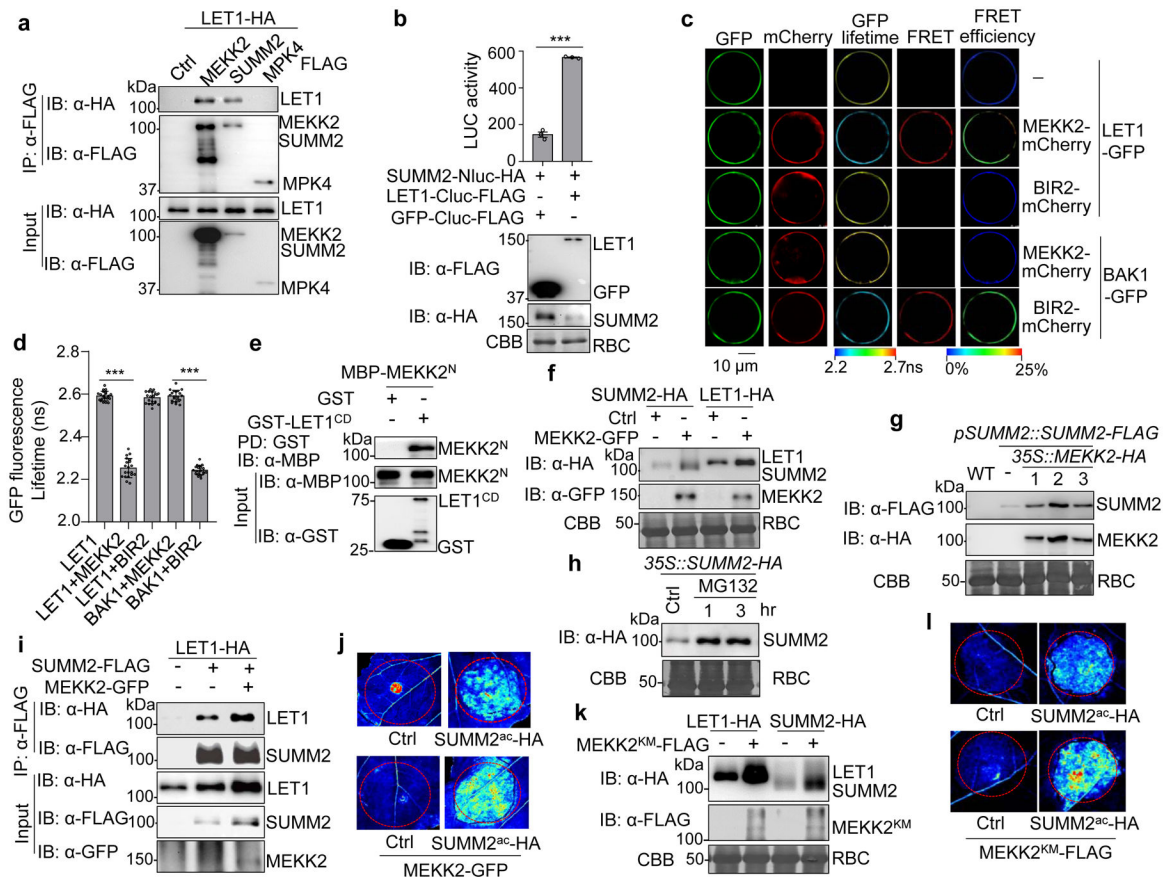 a
LET1-HA
Ctrl
MEKK2
SUMM2
MPK4
FLAG
kDa
IP: α-FLAG
IB: α-HA
100
LET1
IB: α-FLAG
100
MEKK2
SUMM2
37
MPK4
Input
IB: α-HA
100
LET1
IB: α-FLAG
100
MEKK2
SUMM2
37
MPK4
b
***
LUC activity
600
400
200
0
SUMM2-Nluc-HA + +
LET1-Cluc-FLAG +
GFP-Cluc-FLAG +
150
LET1
IB: α-FLAG
37
GFP
IB: α-HA
150
SUMM2
CBB
RBC
c
GFP mCherry GFP lifetime FRET FRET efficiency
–
MEKK2-mCherry
BIR2-mCherry
LET1-GFP
MEKK2-mCherry
BIR2-mCherry
BAK1-GFP
10 µm
2.2 2.7ns
0% 25%
d
GFP fluorescence
Lifetime (ns)
2.8
2.6
2.4
2.2
2.0
***
***
LET1
LET1+MEKK2
LET1+BIR2
BAK1+MEKK2
BAK1+BIR2
e
MBP-MEKK2N
GST + -
GST-LET1CD - +
PD: GST
IB: α-MBP
kDa
100
MEKK2N
Input
IB: α-MBP
100
MEKK2N
75
LET1CD
IB: α-GST
25
GST
f
SUMM2-HA LET1-HA
Ctrl + - + -
MEKK2-GFP - + - +
kDa
IB: α-HA
100
LET1
SUMM2
IB: α-GFP
150
MEKK2
CBB
50
RBC
g
pSUMM2::SUMM2-FLAG
35S::MEKK2-HA
WT - 1 2 3
kDa
IB: α-FLAG
100
SUMM2
IB: α-HA
100
MEKK2
CBB
50
RBC
h
35S::SUMM2-HA
Ctrl
MG132
1 3 hr
kDa
IB: α-HA
100
SUMM2
CBB
50
RBC
i
LET1-HA
SUMM2-FLAG - + +
MEKK2-GFP - - +
kDa
IP: α-FLAG
IB: α-HA
100
LET1
IB: α-FLAG
100
SUMM2
Input
IB: α-HA
100
LET1
IB: α-FLAG
100
SUMM2
IB: α-GFP
150
MEKK2
j
Ctrl SUMM2ac-HA
Ctrl SUMM2ac-HA
MEKK2-GFP
k
LET1-HA SUMM2-HA
MEKK2KM-FLAG - + - +
kDa
IB: α-HA
100
LET1
SUMM2
IB: α-FLAG
100
MEKK2KM
CBB
50
RBC
l
Ctrl SUMM2ac-HA
Ctrl SUMM2ac-HA
MEKK2KM-FLAG